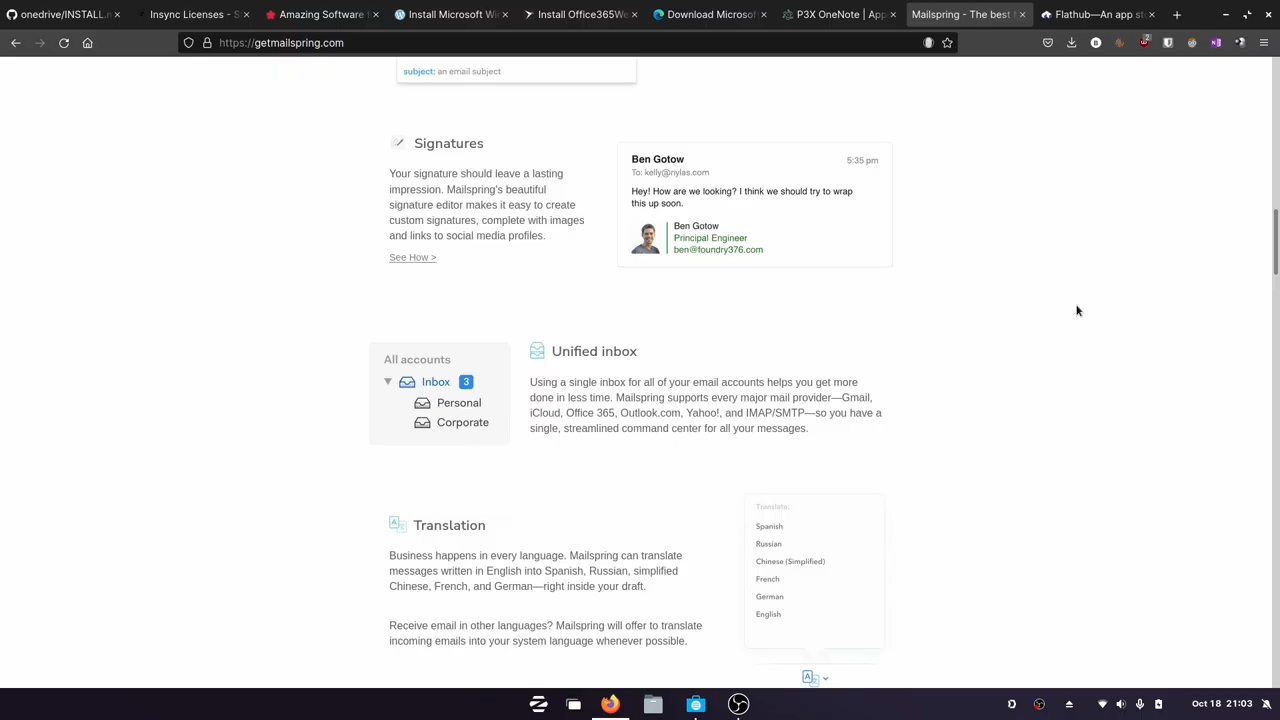 onedrive/INSTALL.n
Insync Licenses - S
Amazing Software f
Install Microsoft Wi
Install Office365We
Download Microsof
P3X OneNote | App
Mailspring - The best f
Flathub—An app st
https://getmailspring.com
2
subject: an email subject
Signatures
Your signature should leave a lasting
impression. Mailspring's beautiful
signature editor makes it easy to create
custom signatures, complete with images
and links to social media profiles.
See How >
Ben Gotow
5:35 pm
To: kelly@nylas.com
Hey! How are we looking? I think we should try to wrap
this up soon.
Ben Gotow
Principal Engineer
ben@foundry376.com
All accounts
Inbox 3
Personal
Corporate
Unified inbox
Using a single inbox for all of your email accounts helps you get more
done in less time. Mailspring supports every major mail provider—Gmail,
iCloud, Office 365, Outlook.com, Yahoo!, and IMAP/SMTP—so you have a
single, streamlined command center for all your messages.
Translation
Business happens in every language. Mailspring can translate
messages written in English into Spanish, Russian, simplified
Chinese, French, and German—right inside your draft.
Receive email in other languages? Mailspring will offer to translate
incoming emails into your system language whenever possible.
Translate:
Spanish
Russian
Chinese (Simplified)
French
German
English
Oct 18 21:03